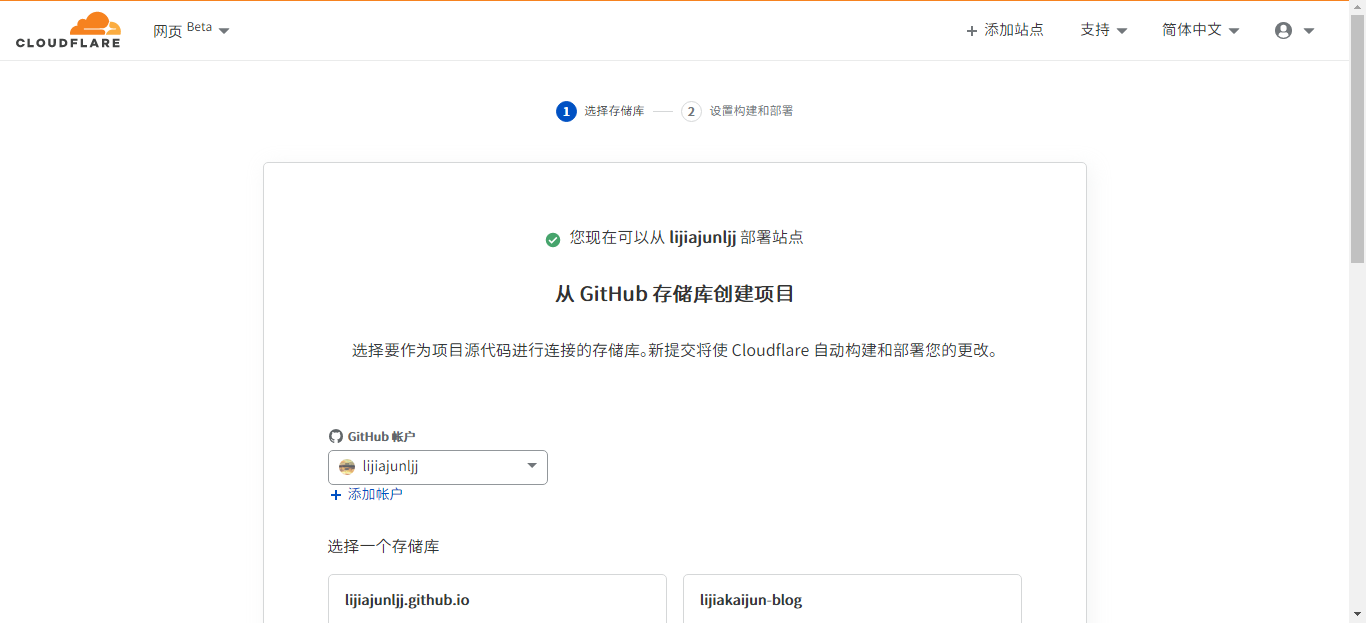 CLOUDFLARE
网页 Beta
添加站点
支持
简体中文
1 选择存储库
2 设置构建和部署
您现在可以从 lijiajunljj 部署站点
从 GitHub 存储库创建项目
选择要作为项目源代码进行连接的存储库。新提交将使 Cloudflare 自动构建和部署您的更改。
GitHub 帐户
lijiajunljj
+ 添加帐户
选择一个存储库
lijiajunljj.github.io
lijiakaijun-blog